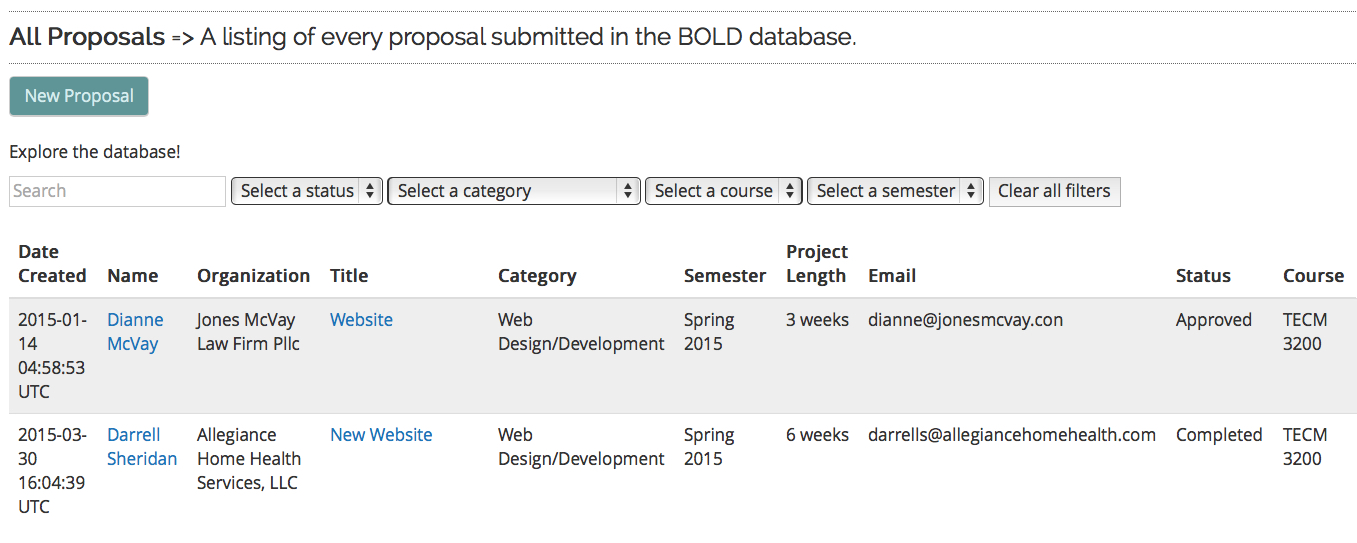 All Proposals => A listing of every proposal submitted in the BOLD database.
New Proposal
Explore the database!
Search Select a status Select a category Select a course Select a semester Clear all filters
Date Created Name Organization Title Category Semester Project Length Email Status Course
2015-01- Dianne Jones McVay Website Web Spring 3 weeks dianne@jonesmcvay.con Approved TECM
14 McVay Law Firm Pllc Design/Development 2015 3200
04:58:53
UTC
2015-03- Darrell Allegiance New Website Web Spring 6 weeks darrells@allegiancehomehealth.com Completed TECM
30 Sheridan Home Health Design/Development 2015 3200
16:04:39 Services, LLC
UTC